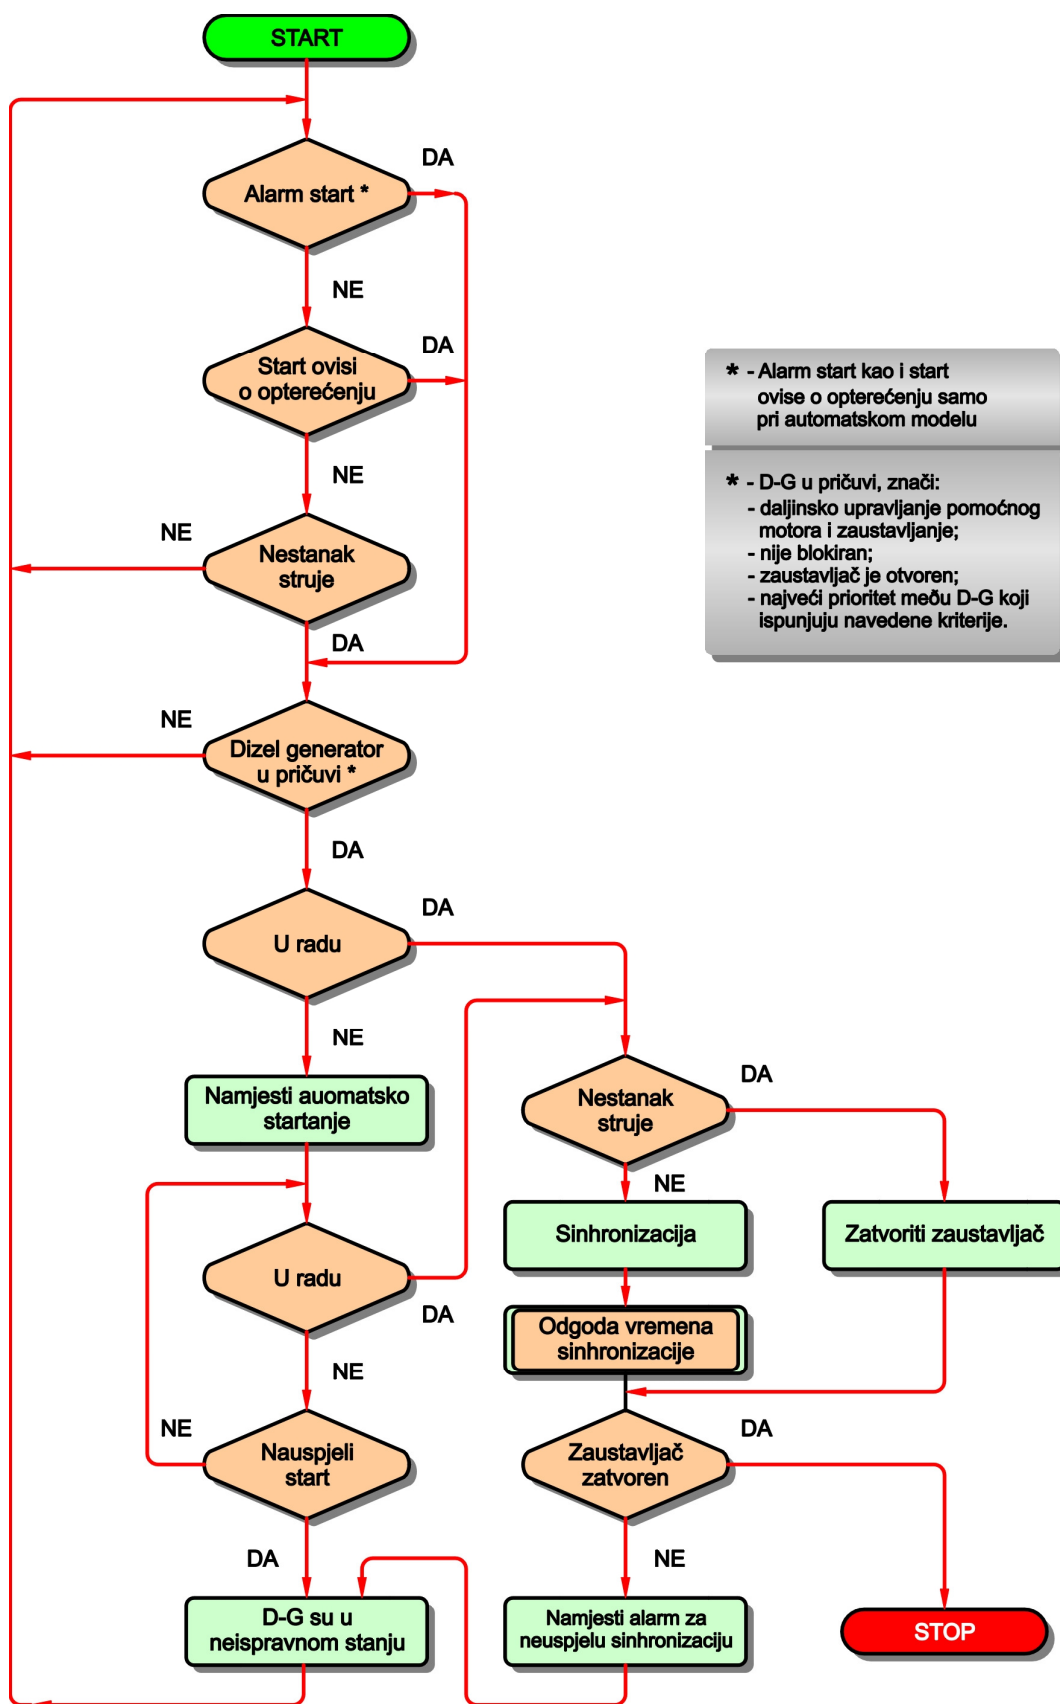 START
DA
Alarm start *
NE
DA
Start ovisi
o opterećenju
NE
NE
Nestanak
struje
DA
* - Alarm start kao i start
ovise o opterećenju samo
pri automatskom modelu
* - D-G u pričuvi, znači:
- daljinsko upravljanje pomoćnog
motora i zaustavljanje;
- nije blokiran;
- zaustavljač je otvoren;
- najveći prioritet meðu D-G koji
ispunjuju navedene kriterije.
NE
Dizel generator
u pričuvi *
DA
DA
U radu
NE
Namjesti auomatsko
startanje
U radu
DA
NE
NE
Nauspjeli
start
DA
D-G su u
neispravnom stanju
DA
Nestanak
struje
NE
Sinhronizacija
Zatvoriti zaustavljač
Odgoda vremena
sinhronizacije
DA
Zaustavljač
zatvoren
NE
Namjesti alarm za
neuspjelu sinhronizaciju
STOP